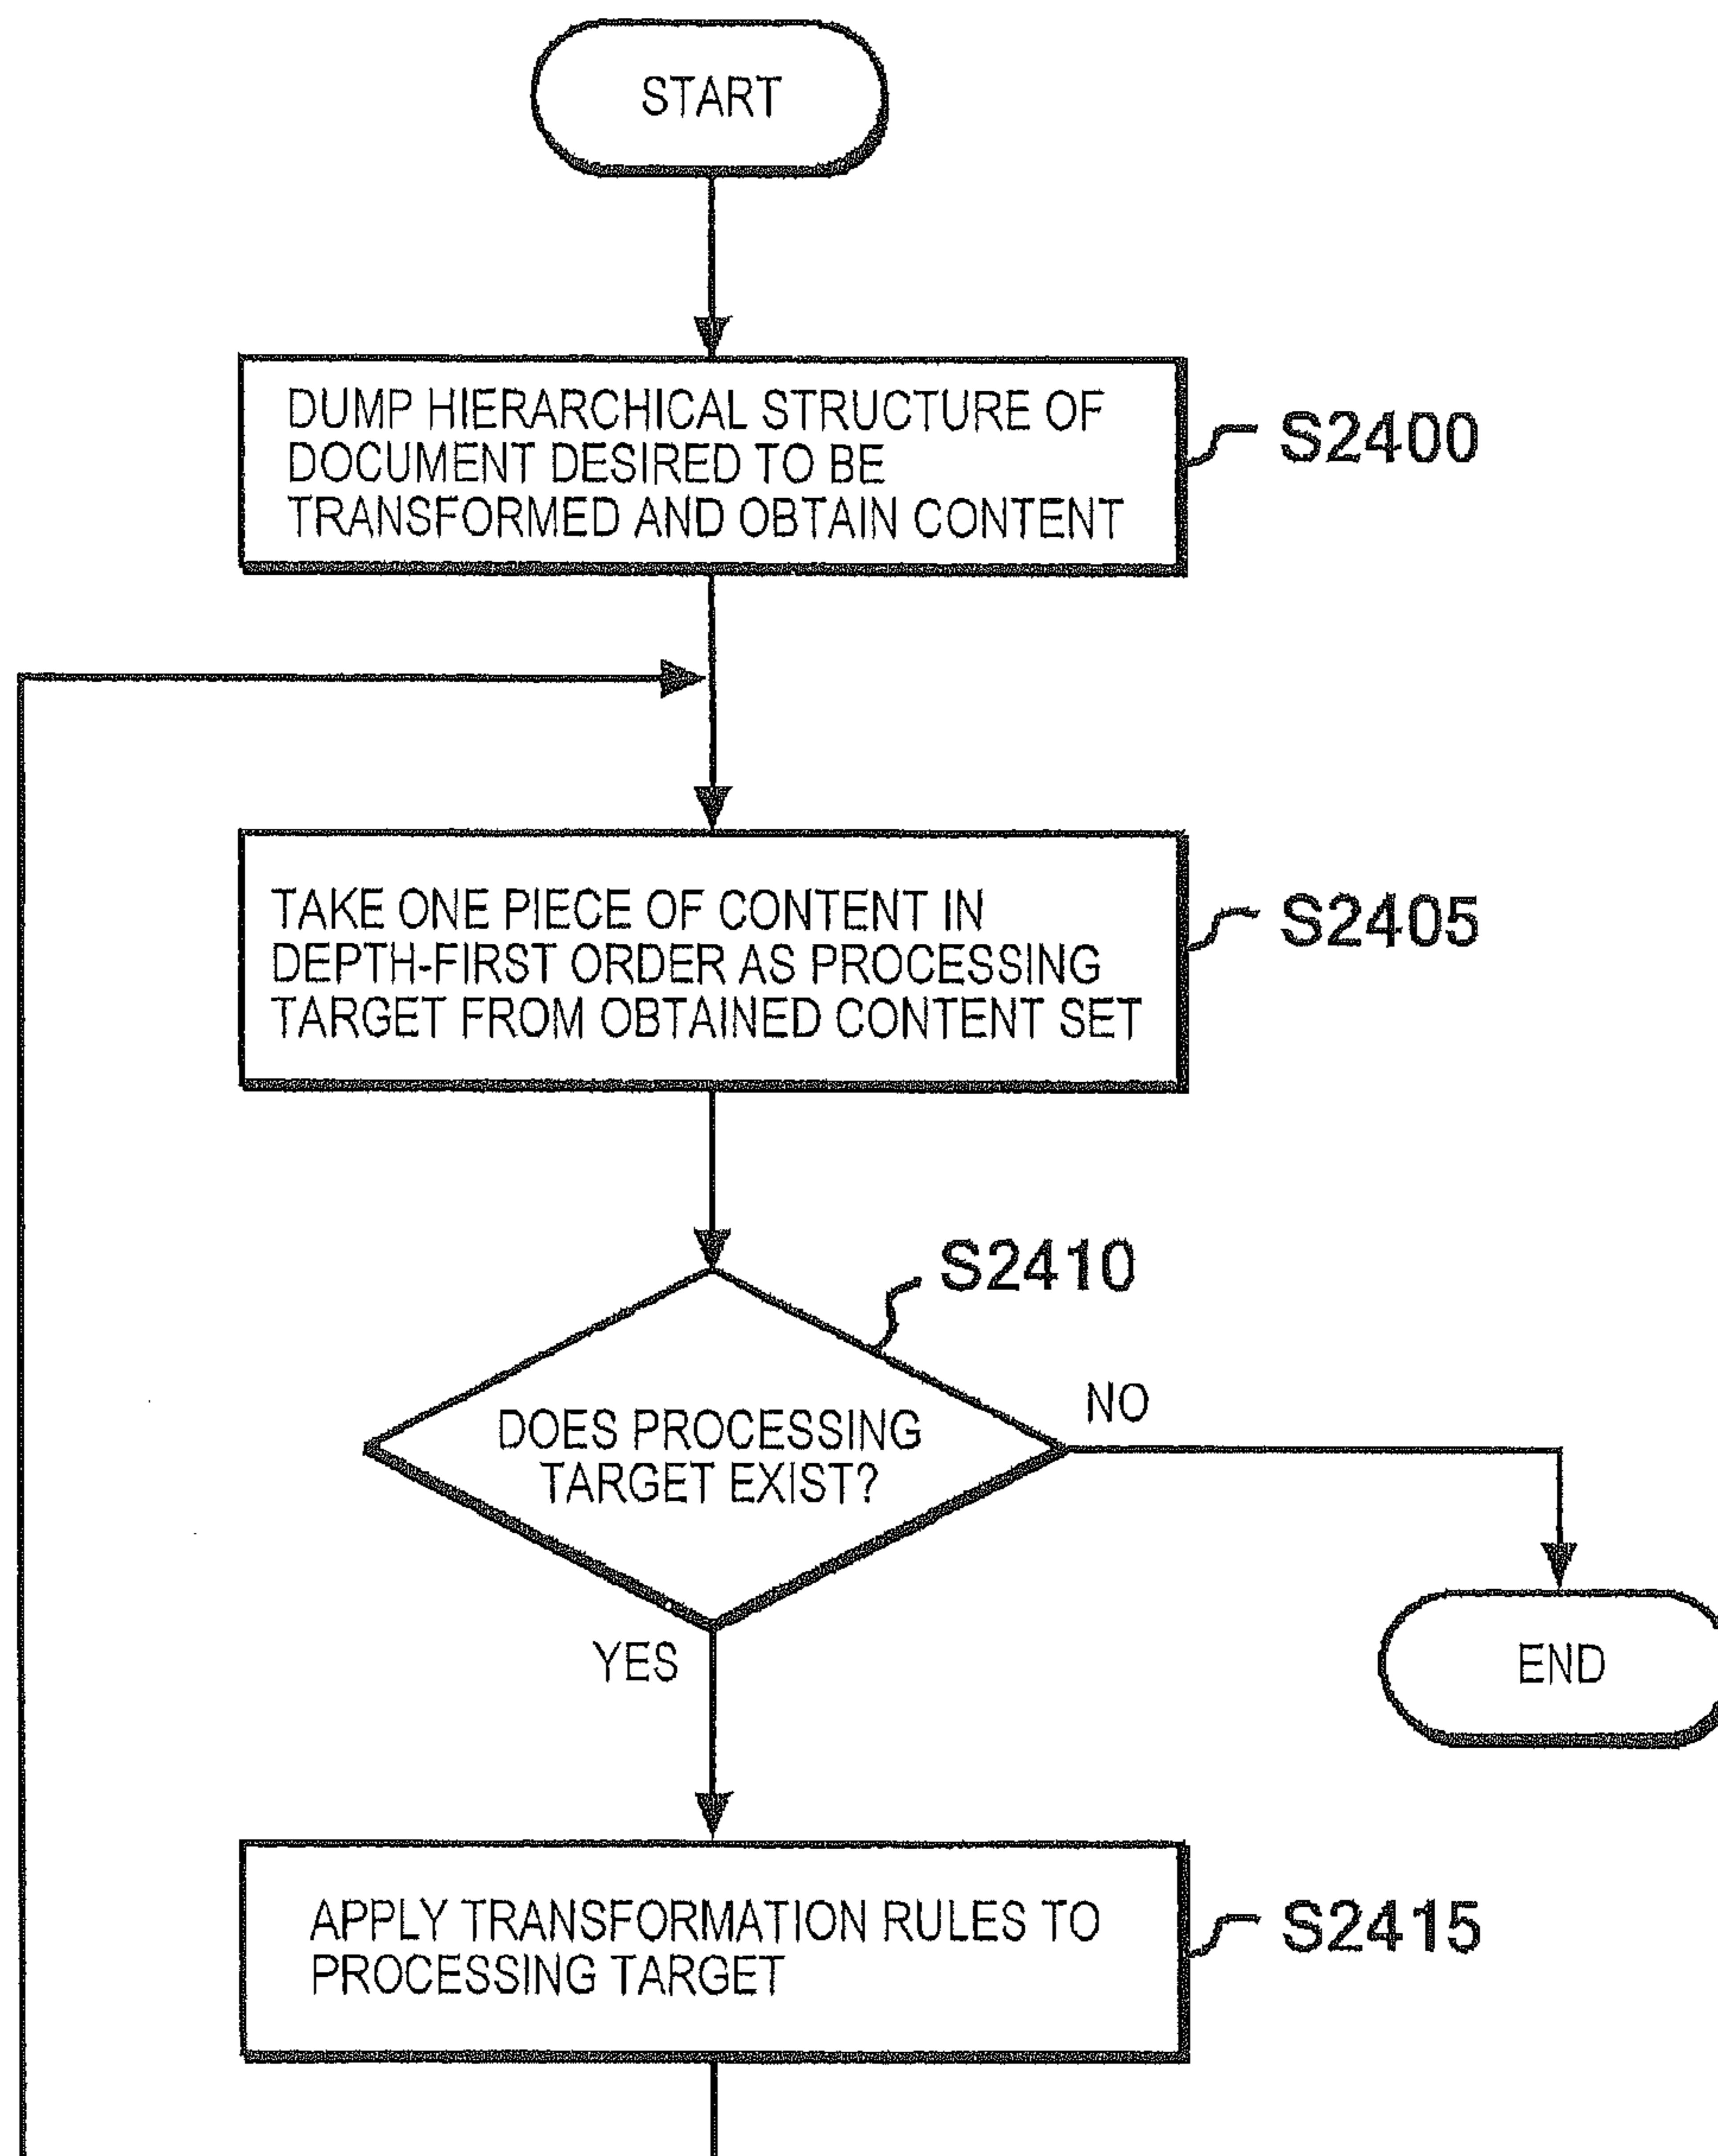 START
DUMP HIERARCHICAL STRUCTURE OF
DOCUMENT DESIRED TO BE
TRANSFORMED AND OBTAIN CONTENT
S2400
TAKE ONE PIECE OF CONTENT IN
DEPTH-FIRST ORDER AS PROCESSING
TARGET FROM OBTAINED CONTENT SET
S2405
S2410
DOES PROCESSING
TARGET EXIST?
NO
YES
END
APPLY TRANSFORMATION RULES TO
PROCESSING TARGET
S2415